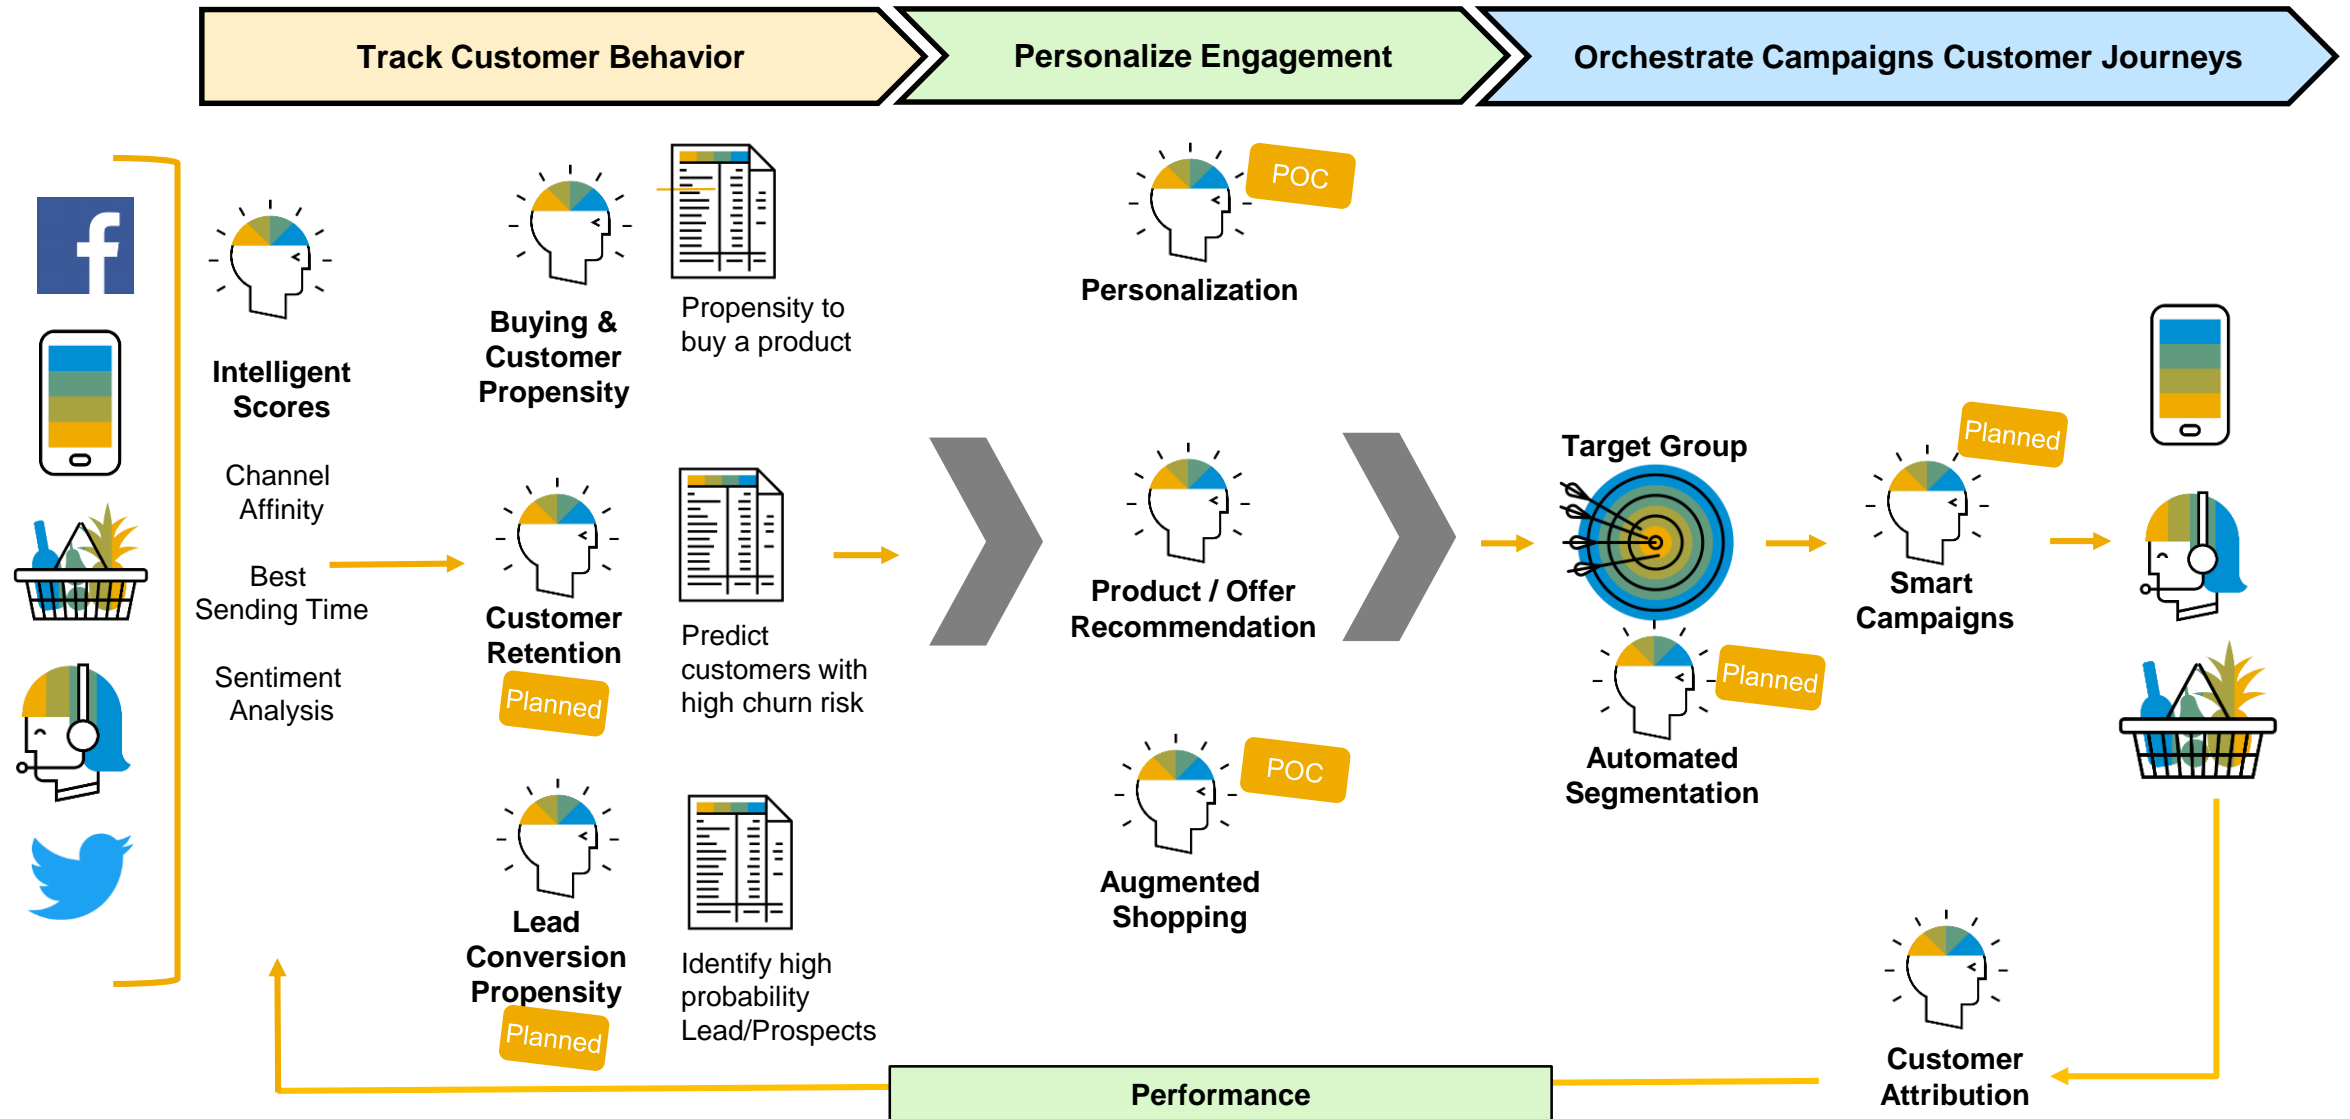 Track Customer Behavior
Personalize Engagement
Orchestrate Campaigns Customer Journeys
Intelligent
Scores
Channel
Affinity
Best
Sending Time
Sentiment
Analysis
Buying &
Customer
Propensity
Propensity to
buy a product
Customer
Retention
Planned
Predict
customers with
high churn risk
Lead
Conversion
Propensity
Planned
Identify high
probability
Lead/Prospects
POC
Personalization
Product / Offer
Recommendation
POC
Augmented
Shopping
Target Group
Planned
Automated
Segmentation
Planned
Smart
Campaigns
Customer
Attribution
Performance